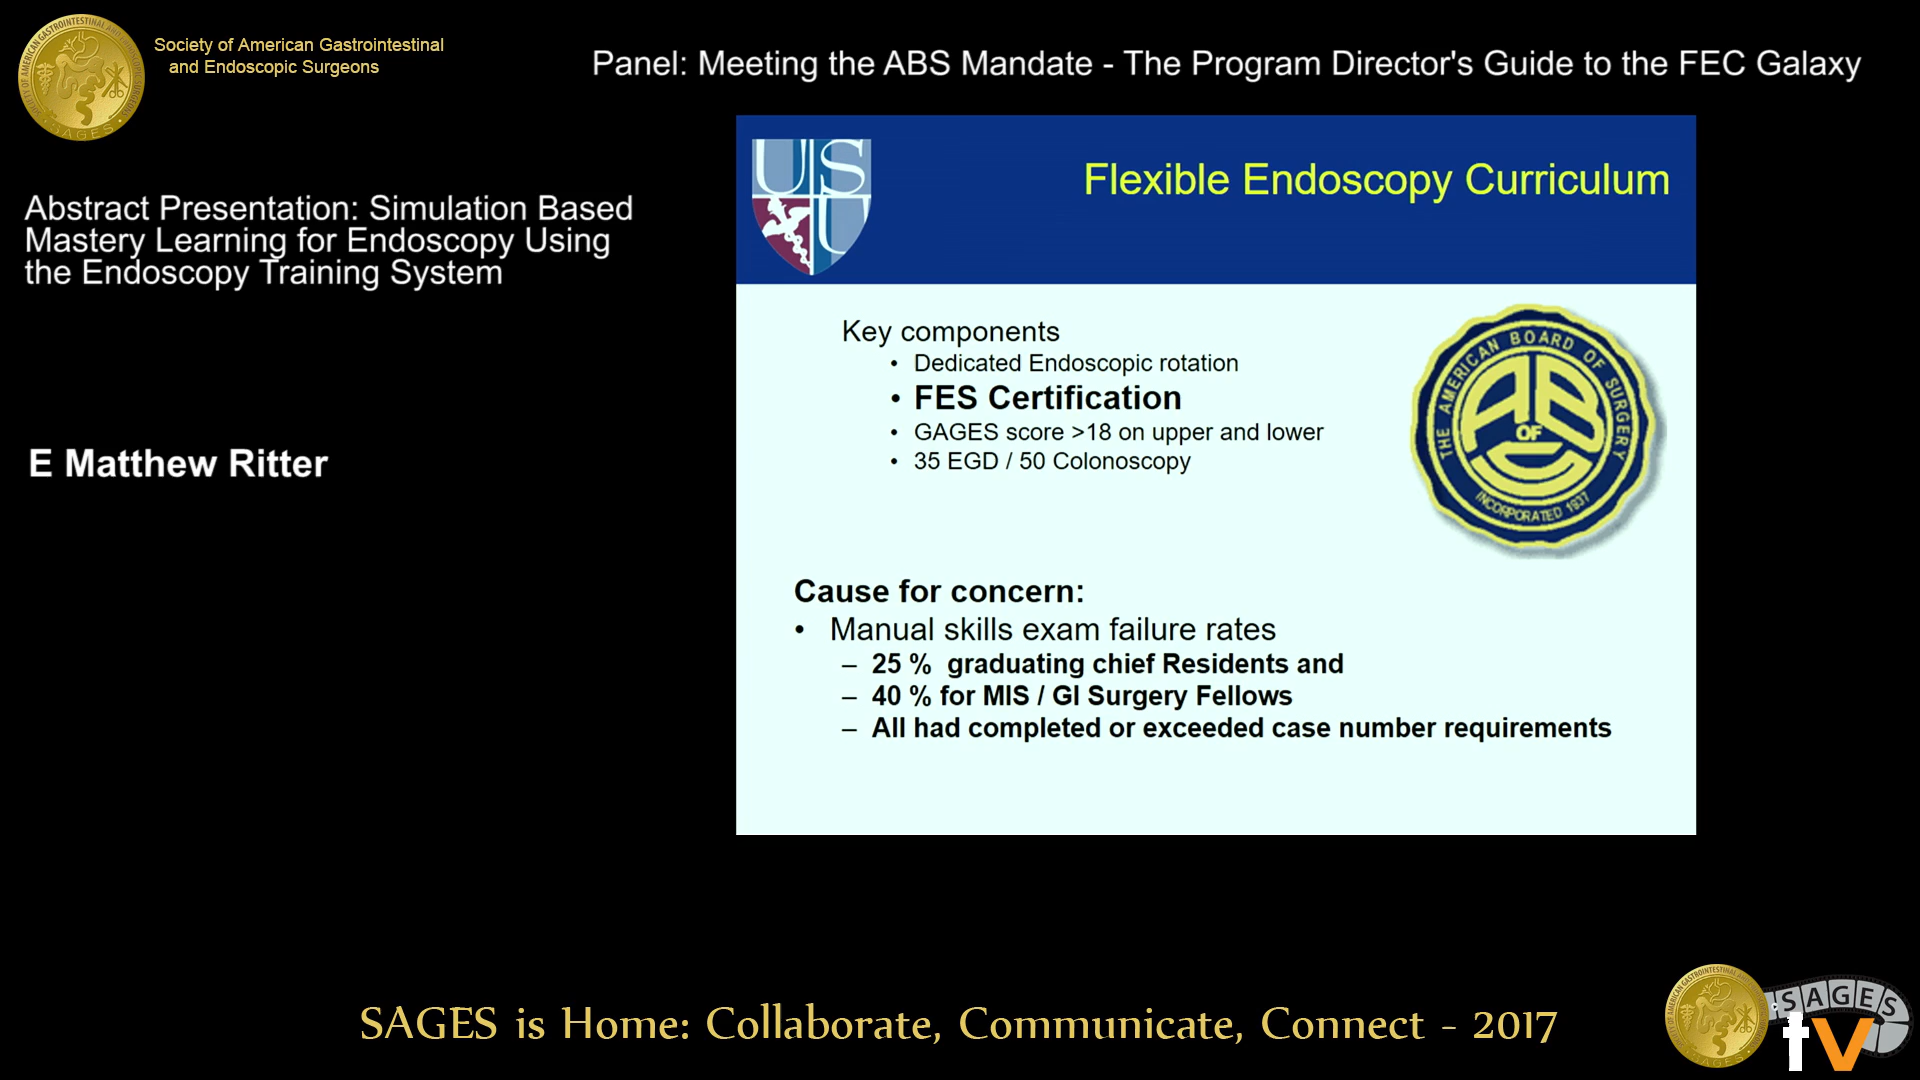 Society of American Gastrointestinal
and Endoscopic Surgeons
Panel: Meeting the ABS Mandate - The Program Director's Guide to the FEC Galaxy
Abstract Presentation: Simulation Based
Mastery Learning for Endoscopy Using
the Endoscopy Training System
E Matthew Ritter
USU
Flexible Endoscopy Curriculum
Key components
• Dedicated Endoscopic rotation
• FES Certification
• GAGES score >18 on upper and lower
• 35 EGD / 50 Colonoscopy
THE AMERICAN BOARD OF SURGERY
AB OF S
INCORPORATED 1937
Cause for concern:
• Manual skills exam failure rates
– 25 % graduating chief Residents and
– 40 % for MIS / GI Surgery Fellows
– All had completed or exceeded case number requirements
SAGES is Home: Collaborate, Communicate, Connect - 2017
SAGES
tv